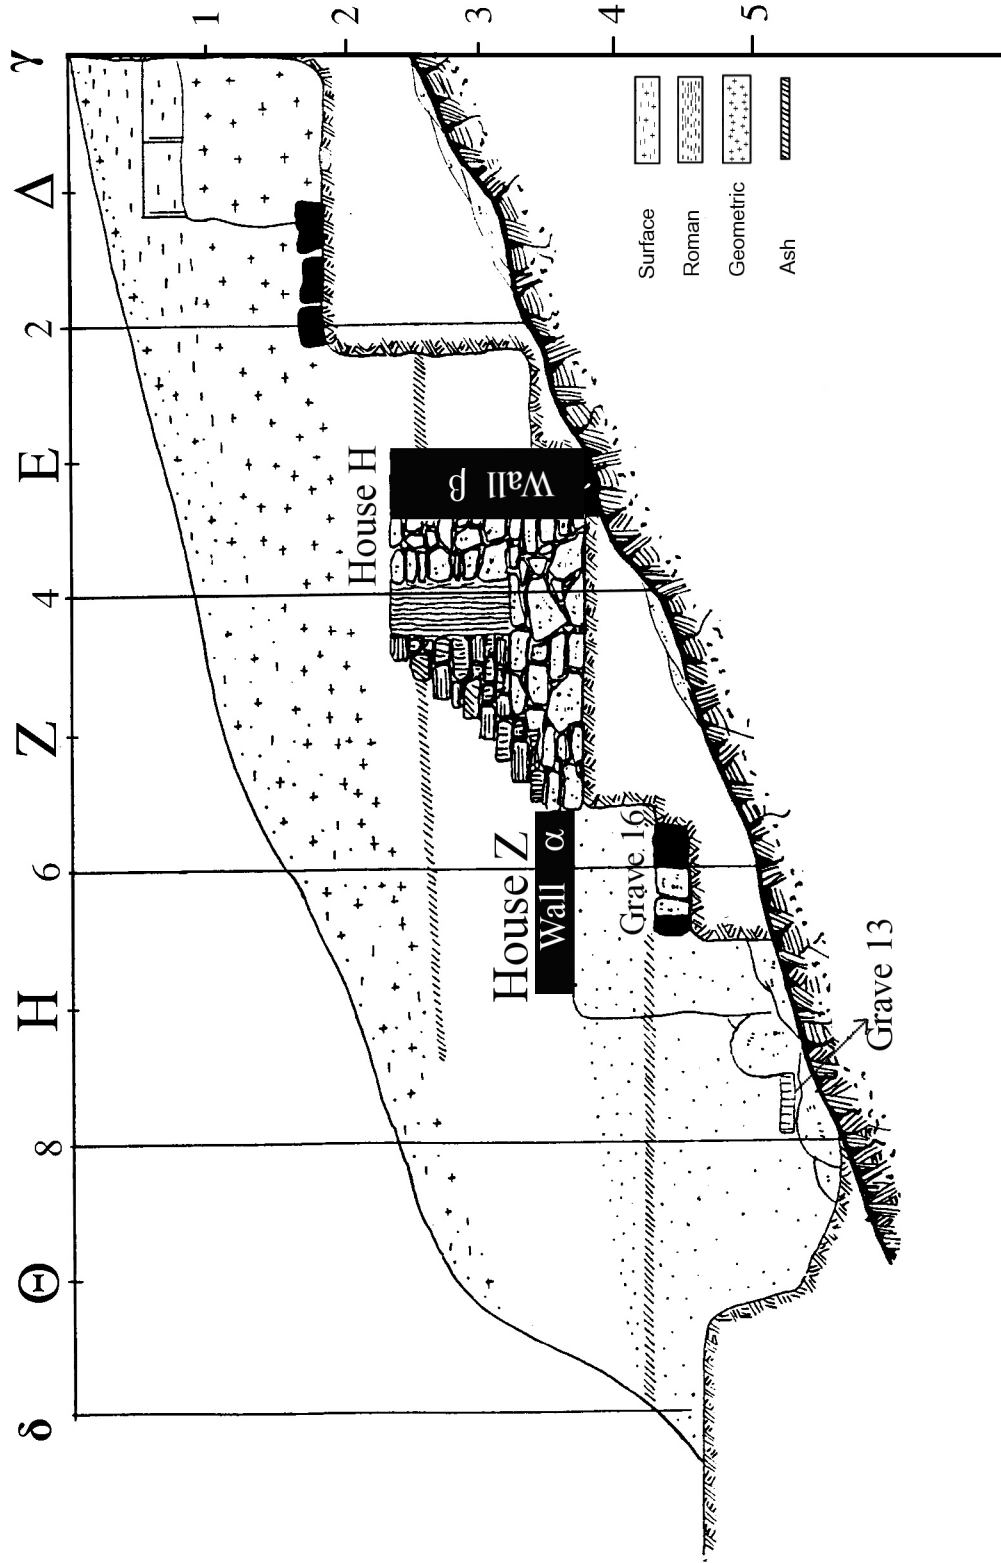 δ Θ 8 H 6 Z 4 E 2 Δ γ
1
2
3
4
5
House H
Wall β
House Z
Wall α
Grave 16
Grave 13
Surface
Roman
Geometric
Ash